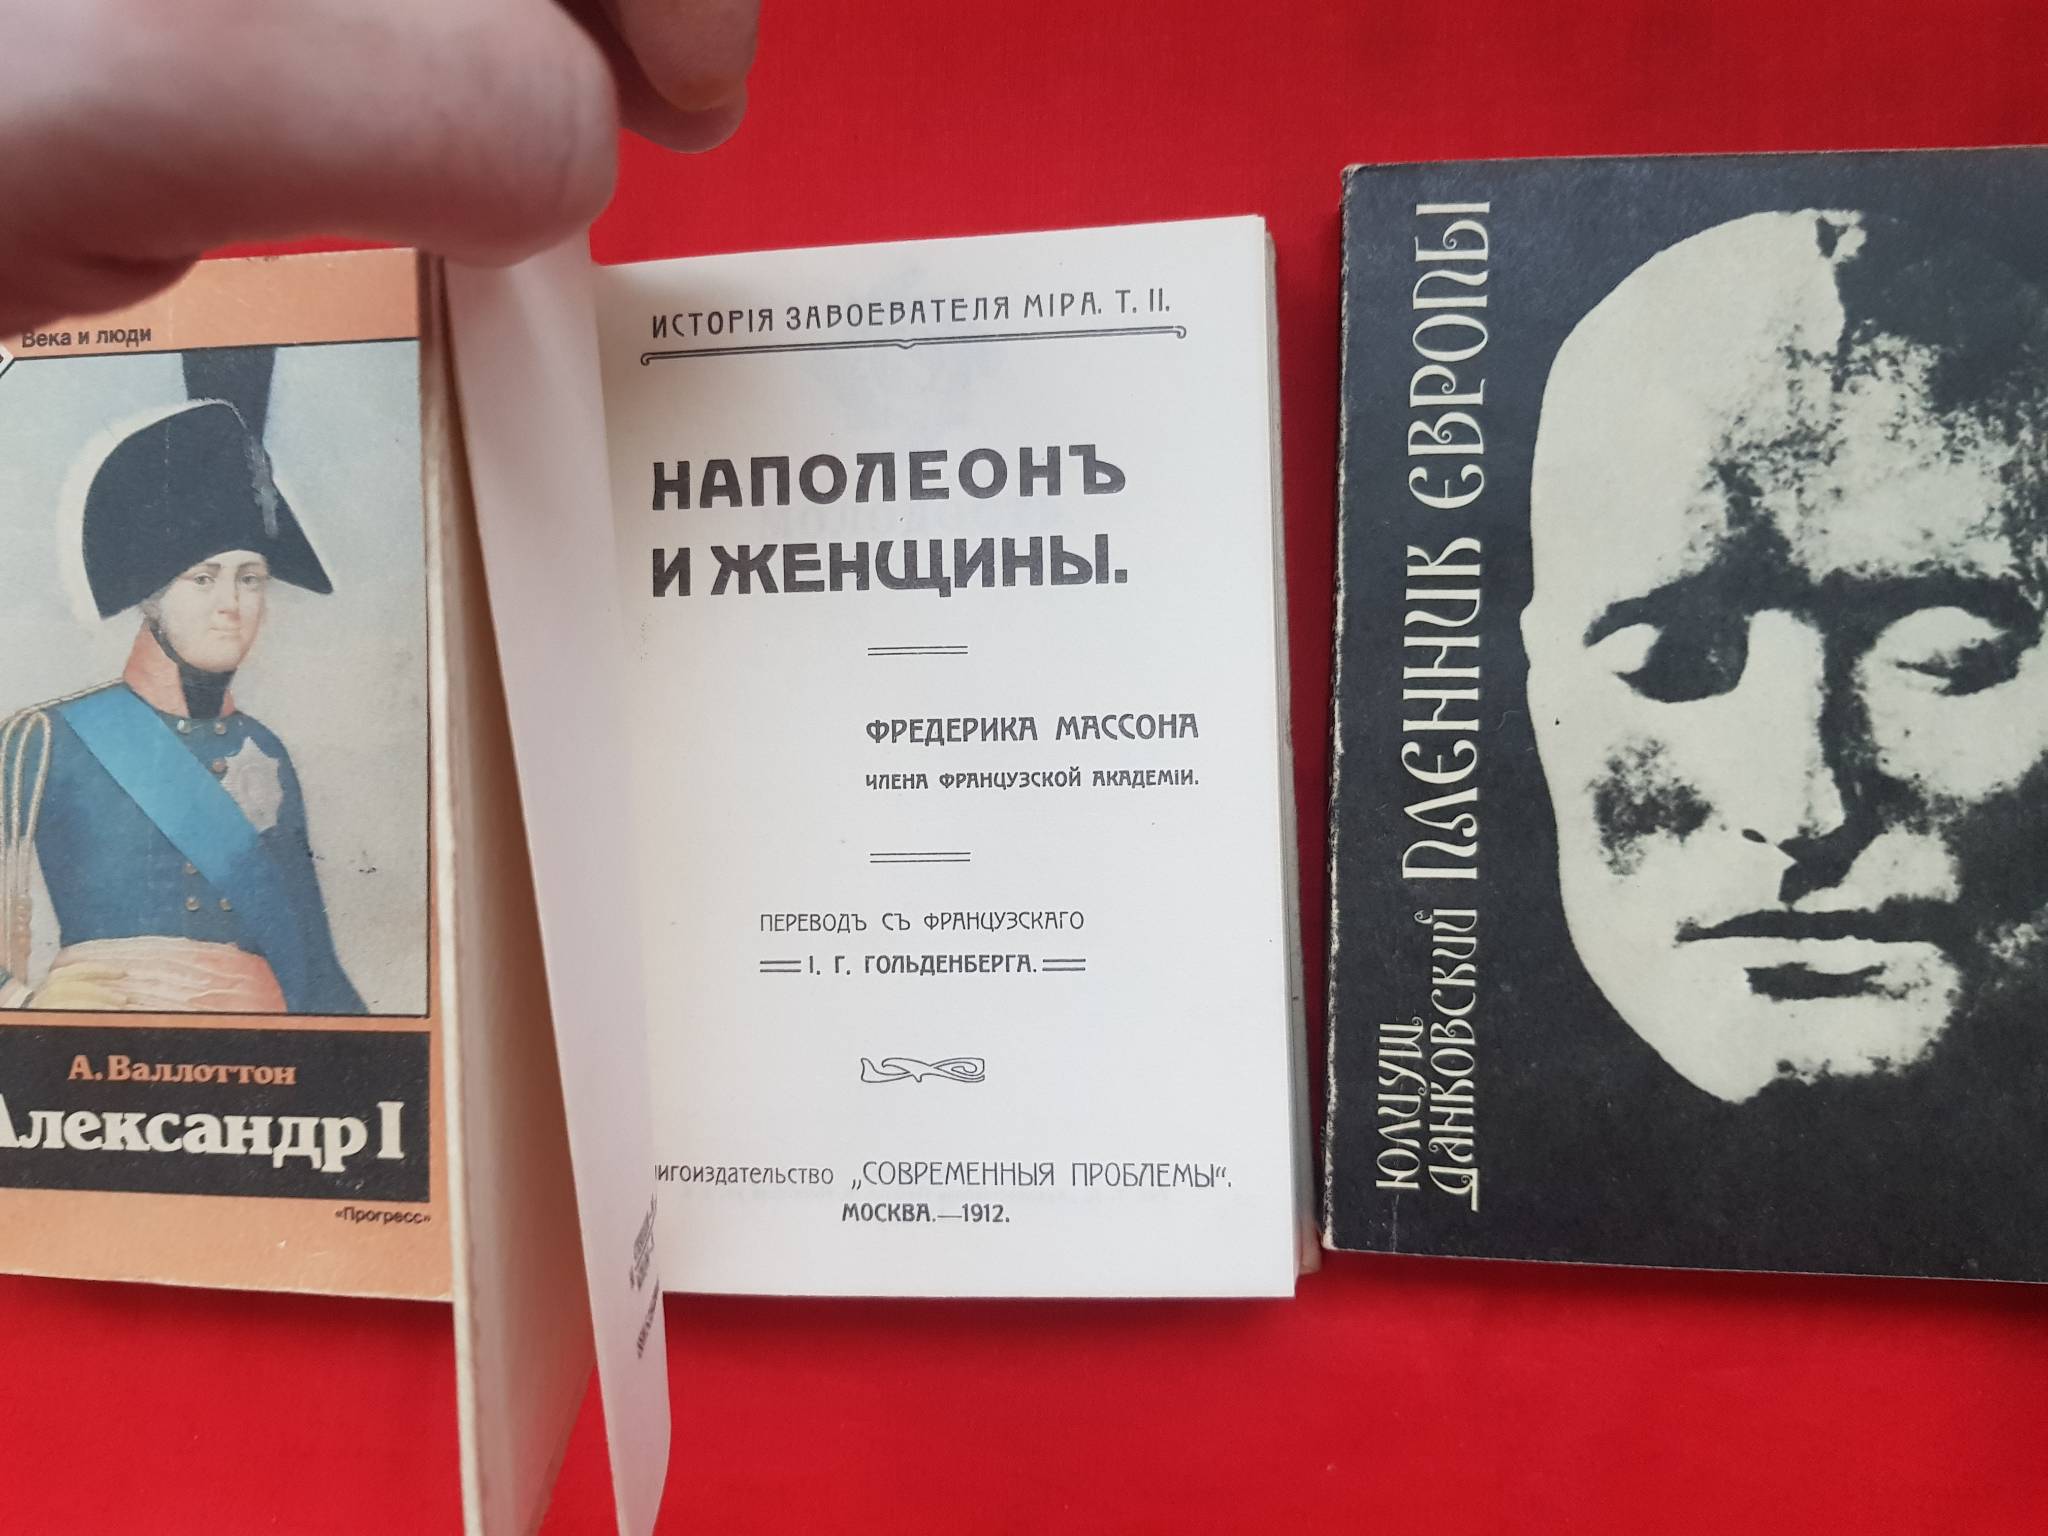 Века и люди
А. Валлоттон
Александр I
«Прогресс»
ИСТОРІЯ ЗАВОЕВАТЕЛЯ МІРА. Т. II.
НАПОЛЕОНЪ
И ЖЕНЩИНЫ.
ФРЕДЕРИКА МАССОНА
ЧЛЕНА ФРАНЦУЗСКОЙ АКАДЕМІИ.
ПЕРЕВОДЪ СЪ ФРАНЦУЗСКАГО
І. Г. ГОЛЬДЕНБЕРГА.
нигоиздательство „СОВРЕМЕННЫЯ ПРОБЛЕМЫ“.
МОСКВА.—1912.
ЮЛИУШ
ДАНКОВСКИЙ ПЛЕННИК ЕВРОПЫ